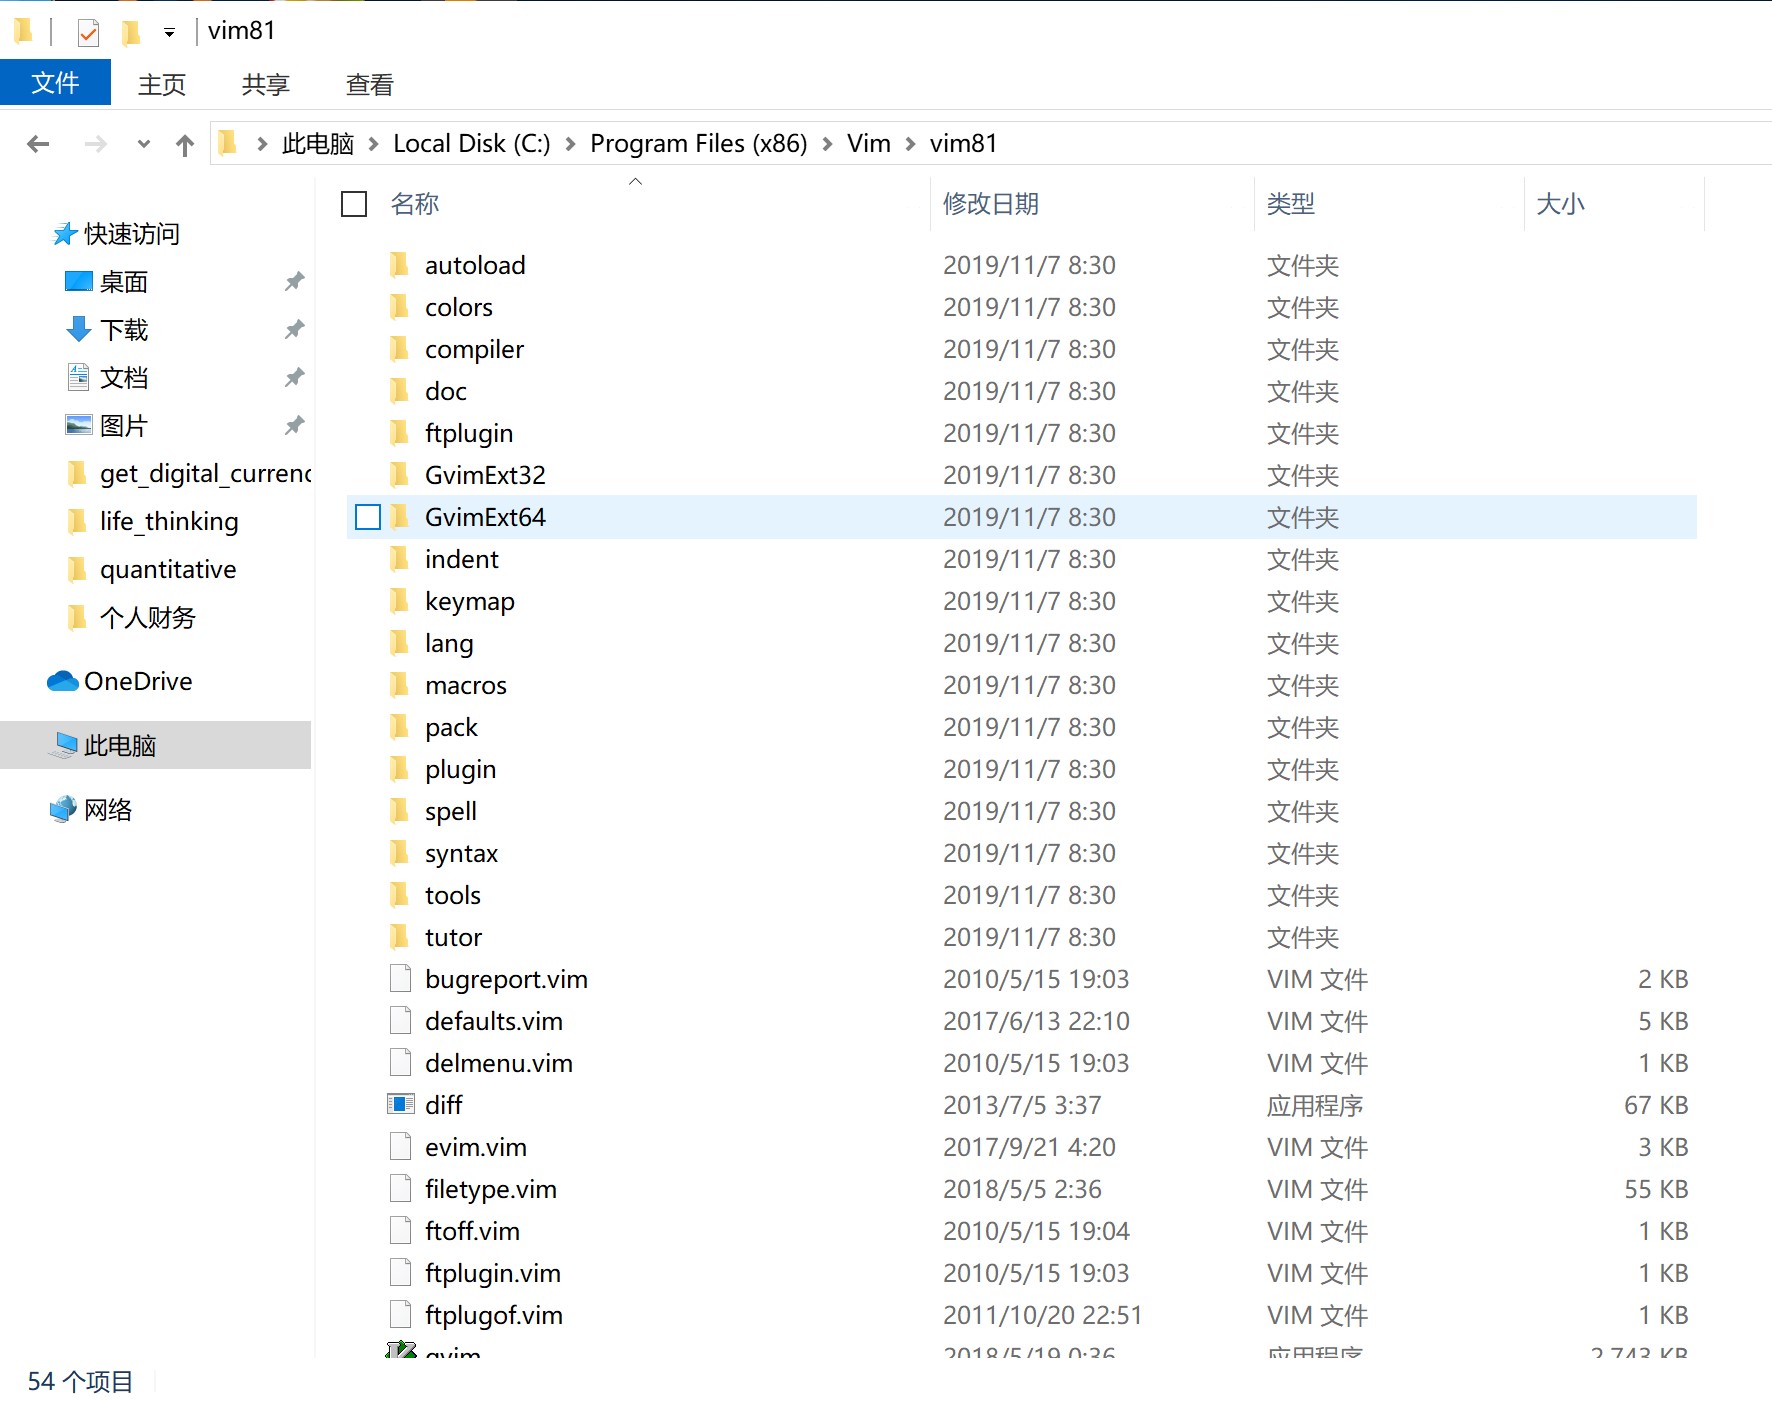 vim81
文件 主页 共享 查看
此电脑 Local Disk (C:) Program Files (x86) Vim vim81
名称 修改日期 类型 大小
快速访问
桌面
下载
文档
图片
get_digital_currenc
life_thinking
quantitative
个人财务
OneDrive
此电脑
网络
autoload 2019/11/7 8:30 文件夹
colors 2019/11/7 8:30 文件夹
compiler 2019/11/7 8:30 文件夹
doc 2019/11/7 8:30 文件夹
ftplugin 2019/11/7 8:30 文件夹
GvimExt32 2019/11/7 8:30 文件夹
GvimExt64 2019/11/7 8:30 文件夹
indent 2019/11/7 8:30 文件夹
keymap 2019/11/7 8:30 文件夹
lang 2019/11/7 8:30 文件夹
macros 2019/11/7 8:30 文件夹
pack 2019/11/7 8:30 文件夹
plugin 2019/11/7 8:30 文件夹
spell 2019/11/7 8:30 文件夹
syntax 2019/11/7 8:30 文件夹
tools 2019/11/7 8:30 文件夹
tutor 2019/11/7 8:30 文件夹
bugreport.vim 2010/5/15 19:03 VIM 文件 2 KB
defaults.vim 2017/6/13 22:10 VIM 文件 5 KB
delmenu.vim 2010/5/15 19:03 VIM 文件 1 KB
diff 2013/7/5 3:37 应用程序 67 KB
evim.vim 2017/9/21 4:20 VIM 文件 3 KB
filetype.vim 2018/5/5 2:36 VIM 文件 55 KB
ftoff.vim 2010/5/15 19:04 VIM 文件 1 KB
ftplugin.vim 2010/5/15 19:03 VIM 文件 1 KB
ftplugof.vim 2011/10/20 22:51 VIM 文件 1 KB
gvim 2018/5/19 0:36 应用程序 2,743 KB
54 个项目